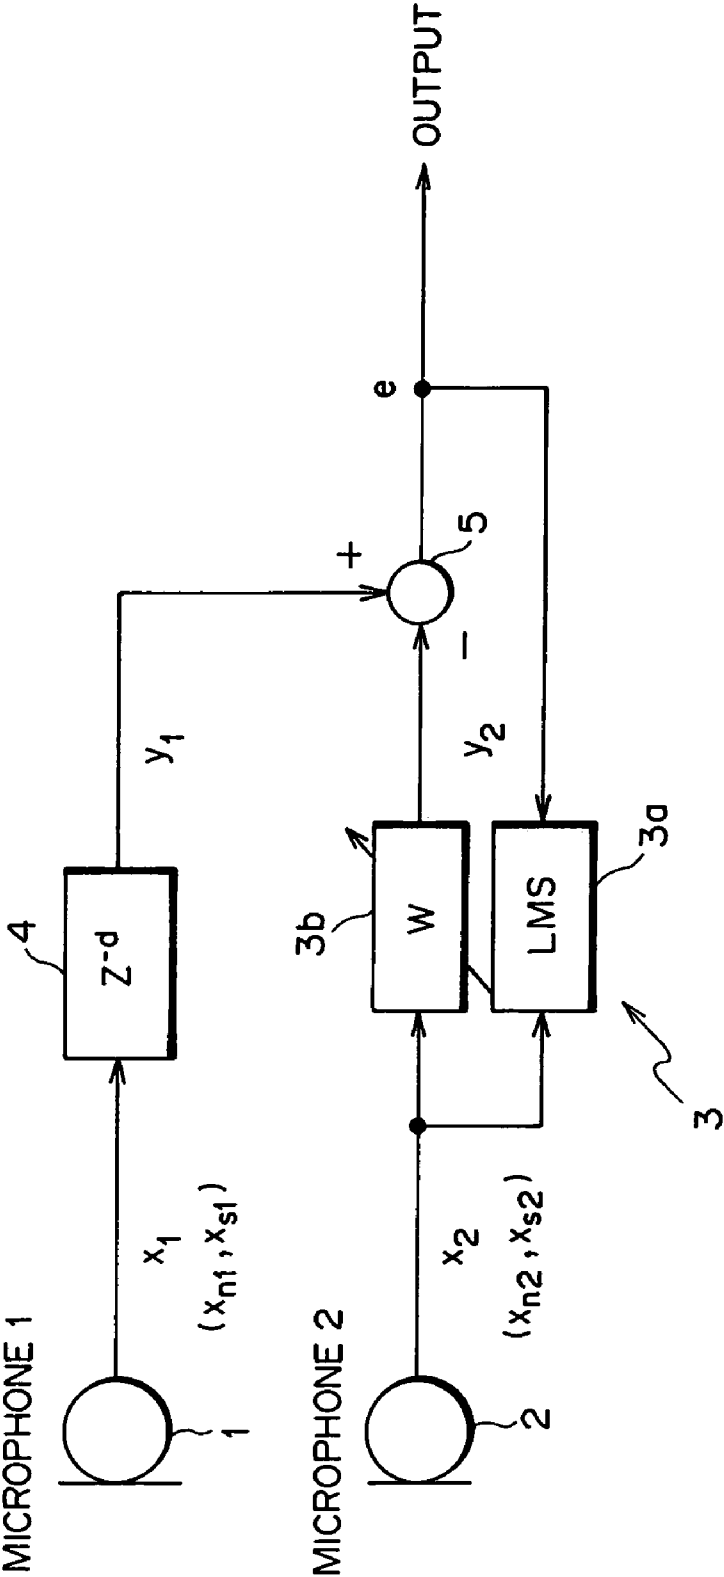 MICROPHONE 1
1
x1
(xn1, xs1)
4
Z-d
y1
+
MICROPHONE 2
2
x2
(xn2, xs2)
3b
W
y2
−
5
e
OUTPUT
LMS
3a
3